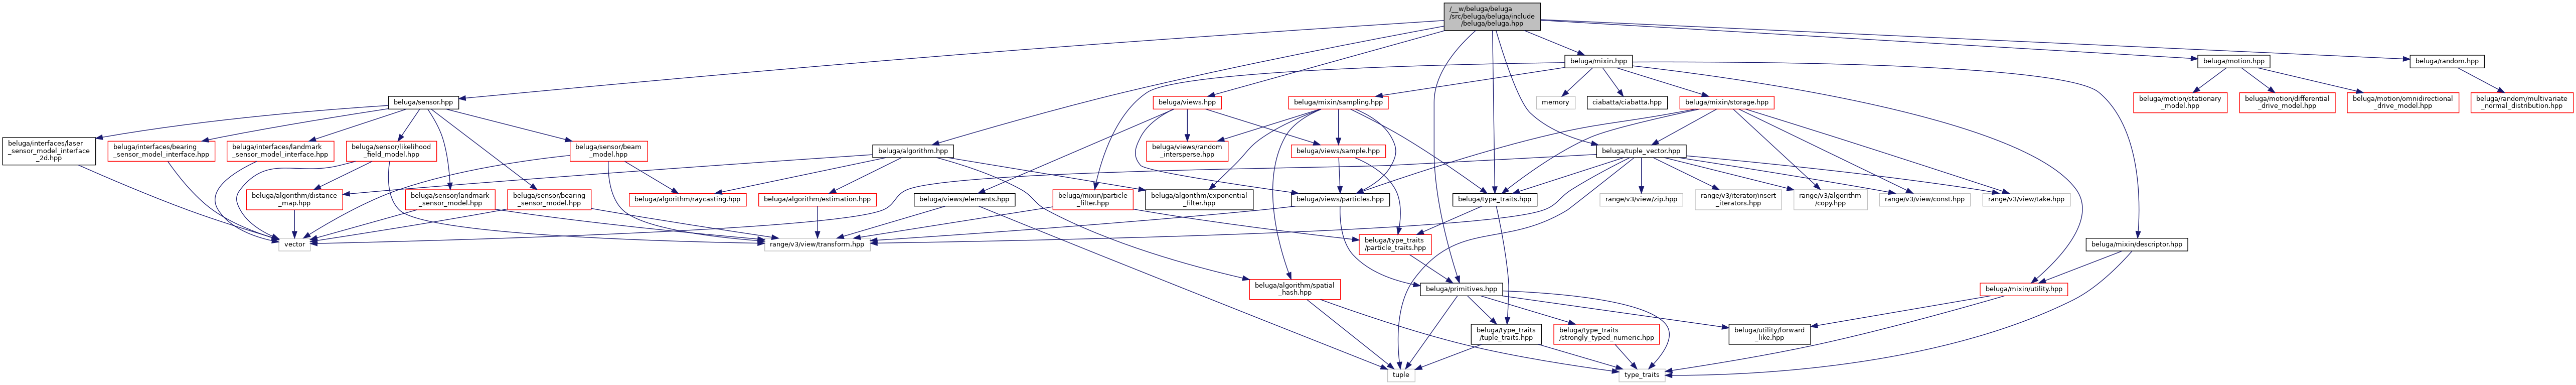 /__w/beluga/beluga
/src/beluga/beluga/include
/beluga/beluga.hpp
beluga/mixin.hpp
beluga/motion.hpp
beluga/random.hpp
beluga/sensor.hpp
beluga/views.hpp
beluga/mixin/sampling.hpp
memory
ciabatta/ciabatta.hpp
beluga/mixin/storage.hpp
beluga/motion/stationary
_model.hpp
beluga/motion/differential
_drive_model.hpp
beluga/motion/omnidirectional
_drive_model.hpp
beluga/random/multivariate
_normal_distribution.hpp
beluga/interfaces/laser
_sensor_model_interface
_2d.hpp
beluga/interfaces/bearing
_sensor_model_interface.hpp
beluga/interfaces/landmark
_sensor_model_interface.hpp
beluga/sensor/likelihood
_field_model.hpp
beluga/sensor/beam
_model.hpp
beluga/algorithm.hpp
beluga/views/random
_intersperse.hpp
beluga/views/sample.hpp
beluga/tuple_vector.hpp
beluga/algorithm/distance
_map.hpp
beluga/sensor/landmark
_sensor_model.hpp
beluga/sensor/bearing
_sensor_model.hpp
beluga/algorithm/raycasting.hpp
beluga/algorithm/estimation.hpp
beluga/views/elements.hpp
beluga/mixin/particle
_filter.hpp
beluga/algorithm/exponential
_filter.hpp
beluga/views/particles.hpp
beluga/type_traits.hpp
range/v3/view/zip.hpp
range/v3/iterator/insert
_iterators.hpp
range/v3/algorithm
/copy.hpp
range/v3/view/const.hpp
range/v3/view/take.hpp
vector
range/v3/view/transform.hpp
beluga/type_traits
/particle_traits.hpp
beluga/mixin/descriptor.hpp
beluga/algorithm/spatial
_hash.hpp
beluga/primitives.hpp
beluga/mixin/utility.hpp
beluga/type_traits
/tuple_traits.hpp
beluga/type_traits
/strongly_typed_numeric.hpp
beluga/utility/forward
_like.hpp
tuple
type_traits